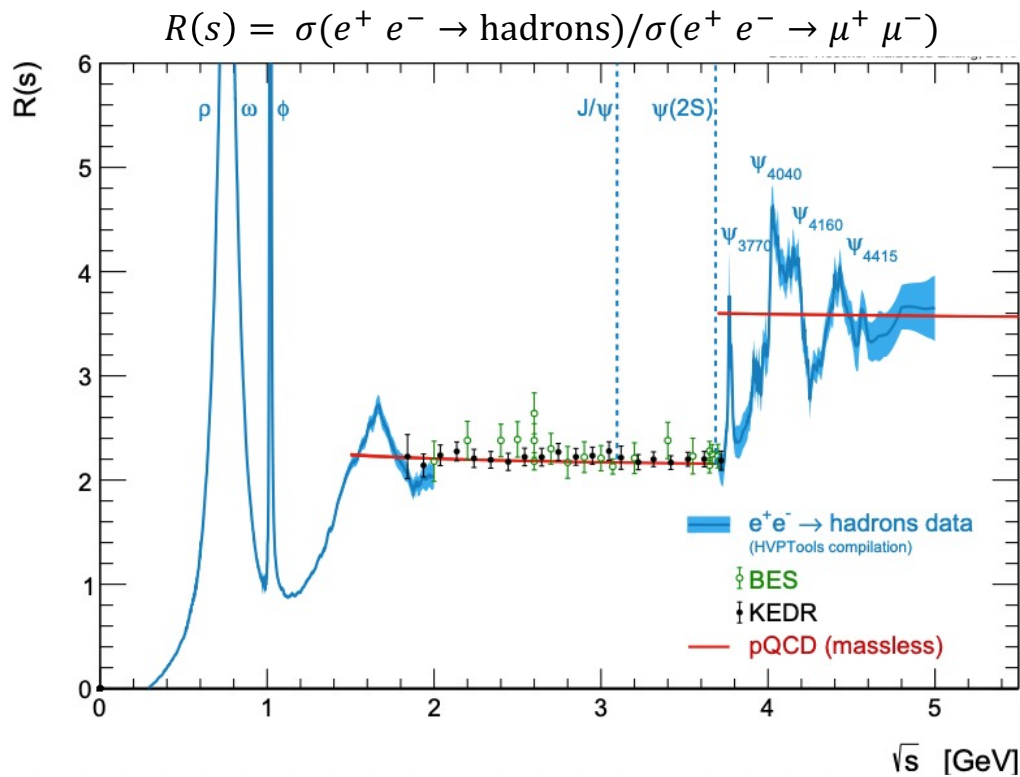 R(s) = σ(e⁺ e⁻ → hadrons)/σ(e⁺ e⁻ → μ⁺ μ⁻)
R(s)
6
5
4
3
2
1
0
ρ ω ϕ
J/ψ
ψ(2S)
ψ4040
ψ3770
ψ4160
ψ4415
e⁺e⁻ → hadrons data
(HVPTools compilation)
BES
KEDR
pQCD (massless)
0 1 2 3 4 5
√s [GeV]